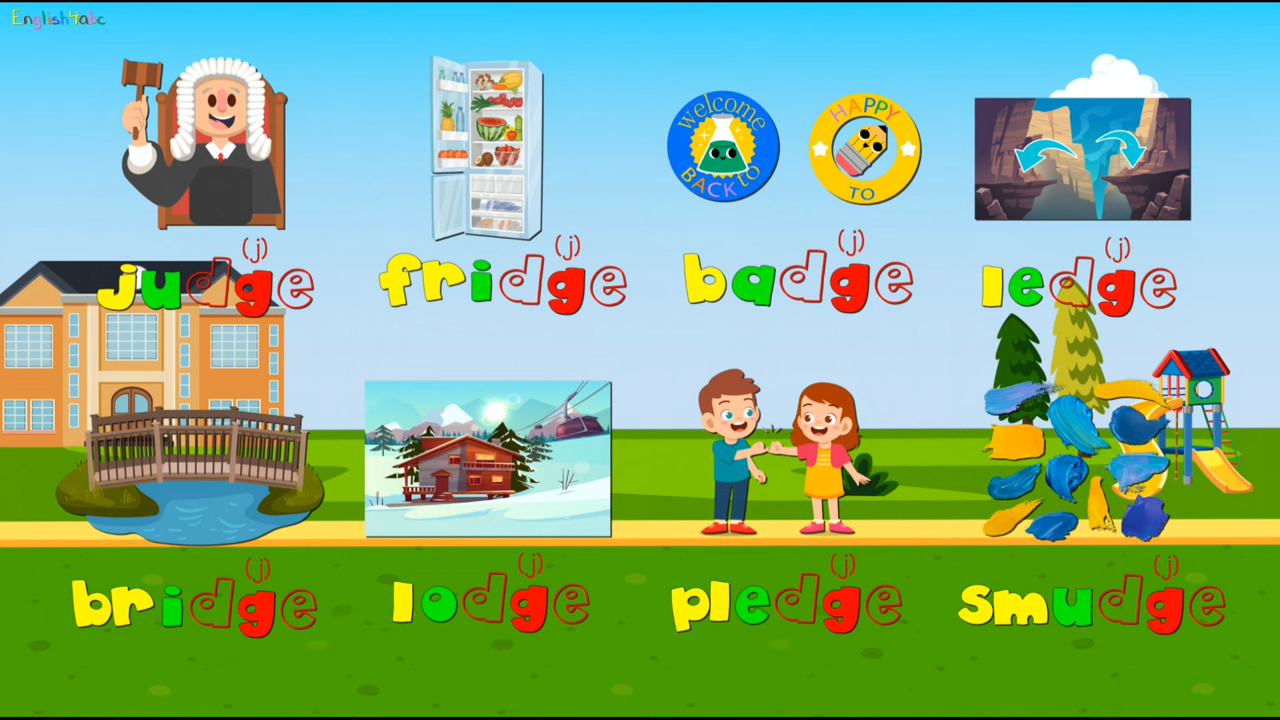 English4abc
welcome
BACK to
HAPPY
TO
(j) (j) (j) (j)
judge fridge badge ledge
(j) (j) (j) (j)
bridge lodge pledge smudge